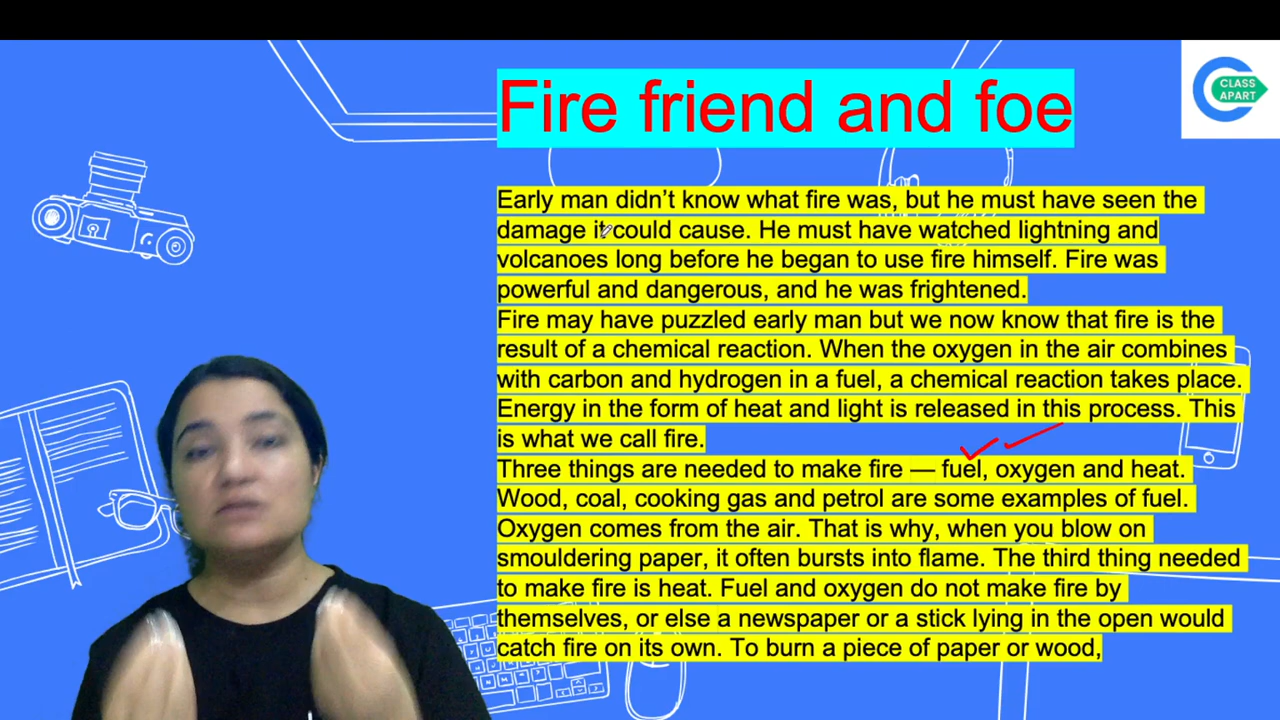 Fire friend and foe
CLASS
APART
Early man didn’t know what fire was, but he must have seen the
damage it could cause. He must have watched lightning and
volcanoes long before he began to use fire himself. Fire was
powerful and dangerous, and he was frightened.
Fire may have puzzled early man but we now know that fire is the
result of a chemical reaction. When the oxygen in the air combines
with carbon and hydrogen in a fuel, a chemical reaction takes place.
Energy in the form of heat and light is released in this process. This
is what we call fire.
Three things are needed to make fire — fuel, oxygen and heat.
Wood, coal, cooking gas and petrol are some examples of fuel.
Oxygen comes from the air. That is why, when you blow on
smouldering paper, it often bursts into flame. The third thing needed
to make fire is heat. Fuel and oxygen do not make fire by
themselves, or else a newspaper or a stick lying in the open would
catch fire on its own. To burn a piece of paper or wood,